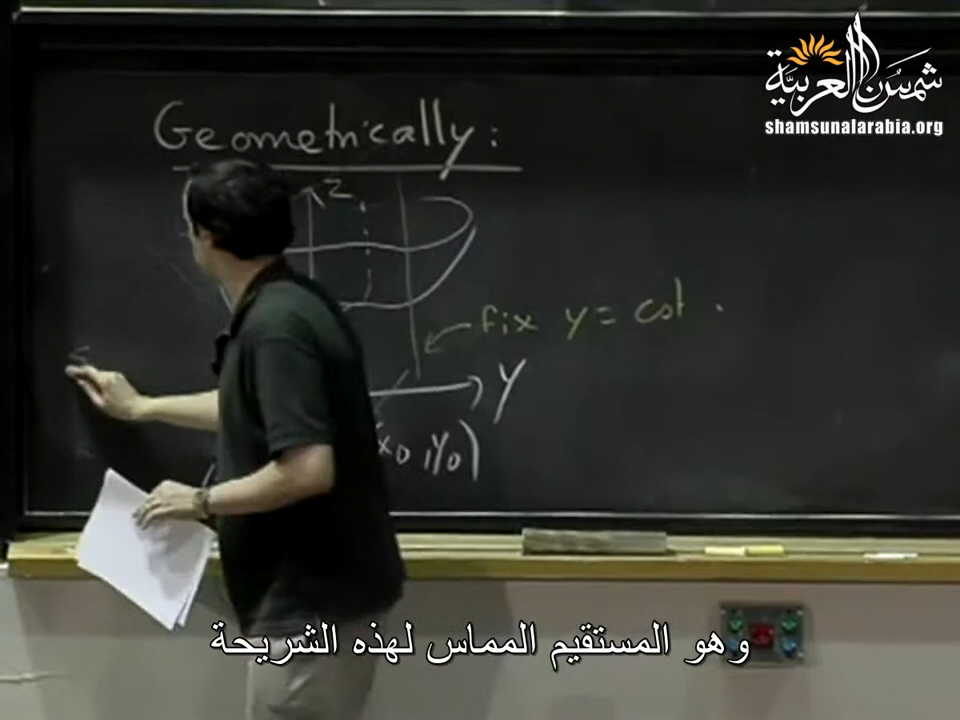 شمس العربية
shamsunalarabia.org
Geometrically:
z
fix y = cst.
y
(x0, y0)
وهو المستقيم المماس لهذه الشريحة